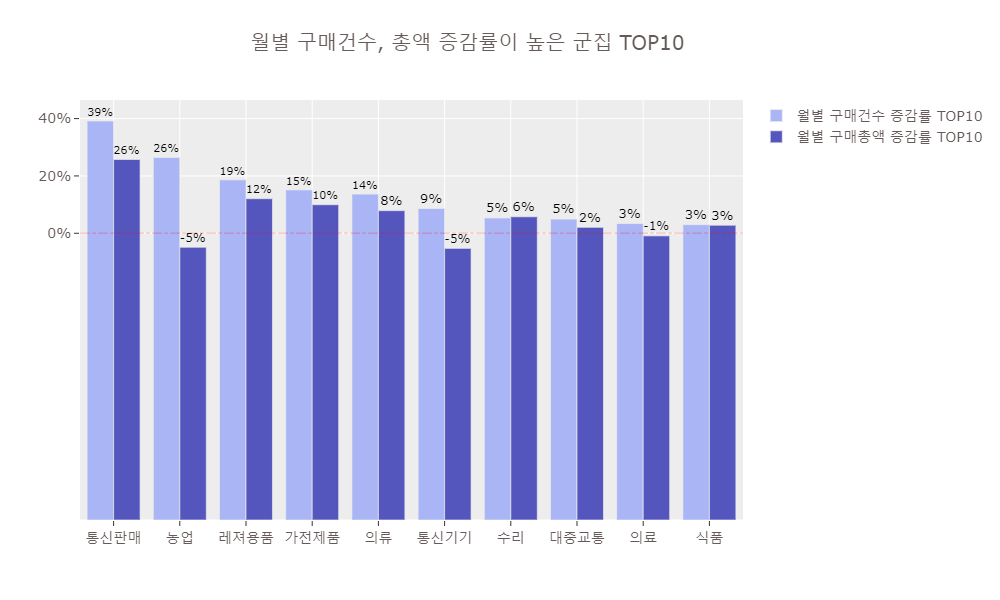 월별 구매건수, 총액 증감률이 높은 군집 TOP10
월별 구매건수 증감률 TOP10
월별 구매총액 증감률 TOP10
40%
20%
0%
39%
26%
26%
-5%
19%
12%
15%
10%
14%
8%
9%
-5%
5%
6%
5%
2%
3%
-1%
3%
3%
통신판매
농업
레져용품
가전제품
의류
통신기기
수리
대중교통
의료
식품